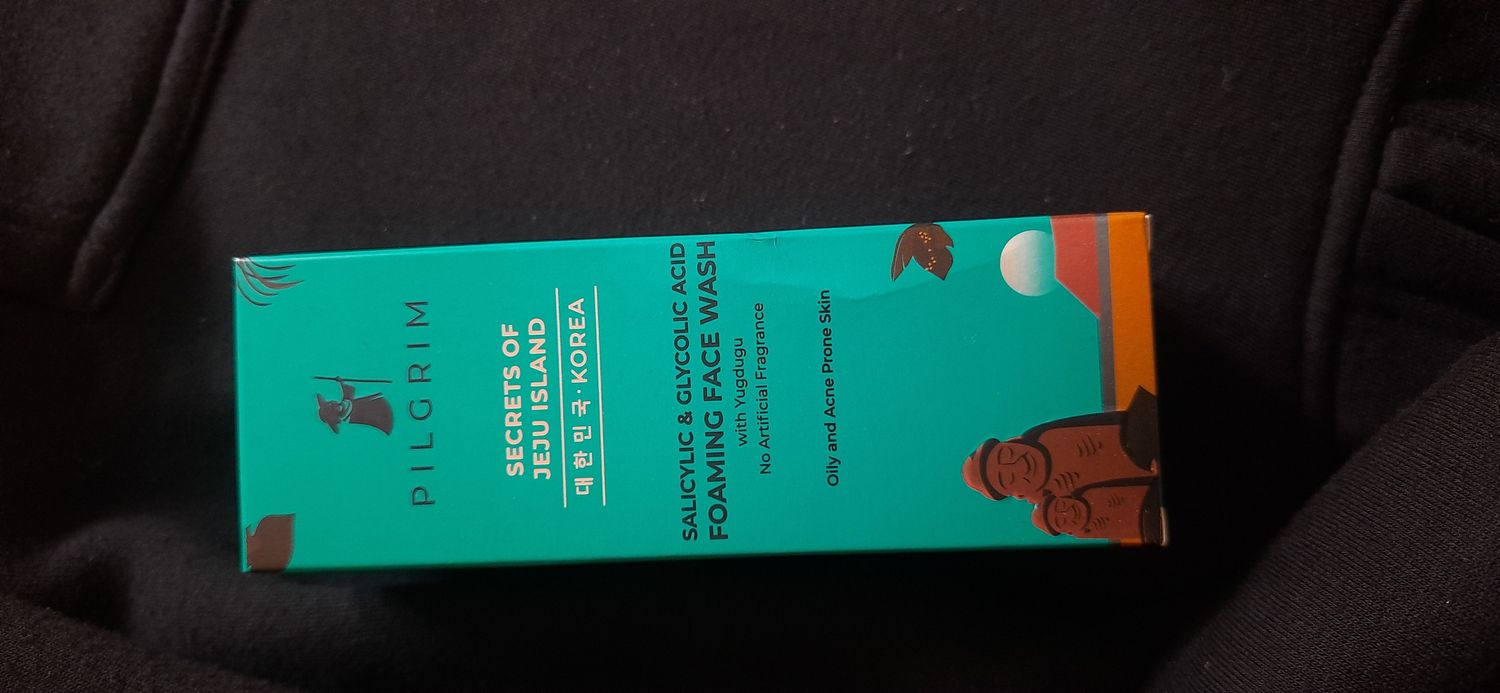 PILGRIM
SECRETS OF
JEJU ISLAND
대한민국·KOREA
SALICYLIC & GLYCOLIC ACID
FOAMING FACE WASH
with Yugdugu
No Artificial Fragrance
Oily and Acne Prone Skin